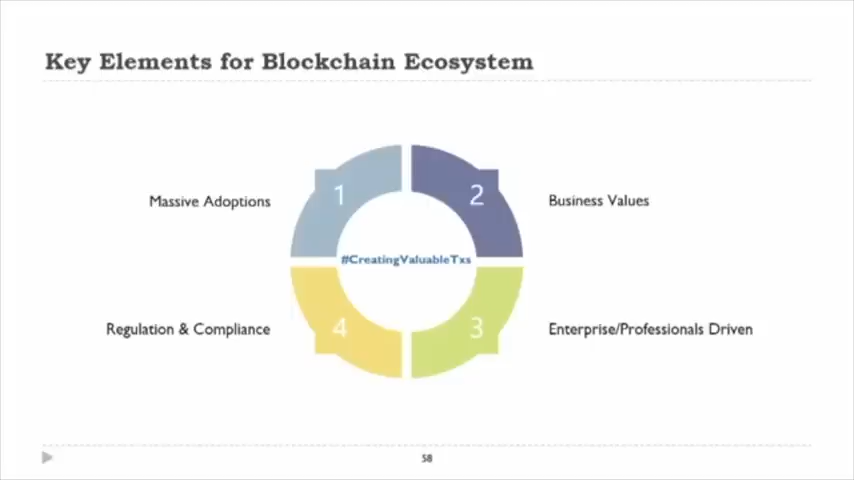 Key Elements for Blockchain Ecosystem
Massive Adoptions
1
2
Business Values
#CreatingValuableTxs
Regulation & Compliance
4
3
Enterprise/Professionals Driven
58